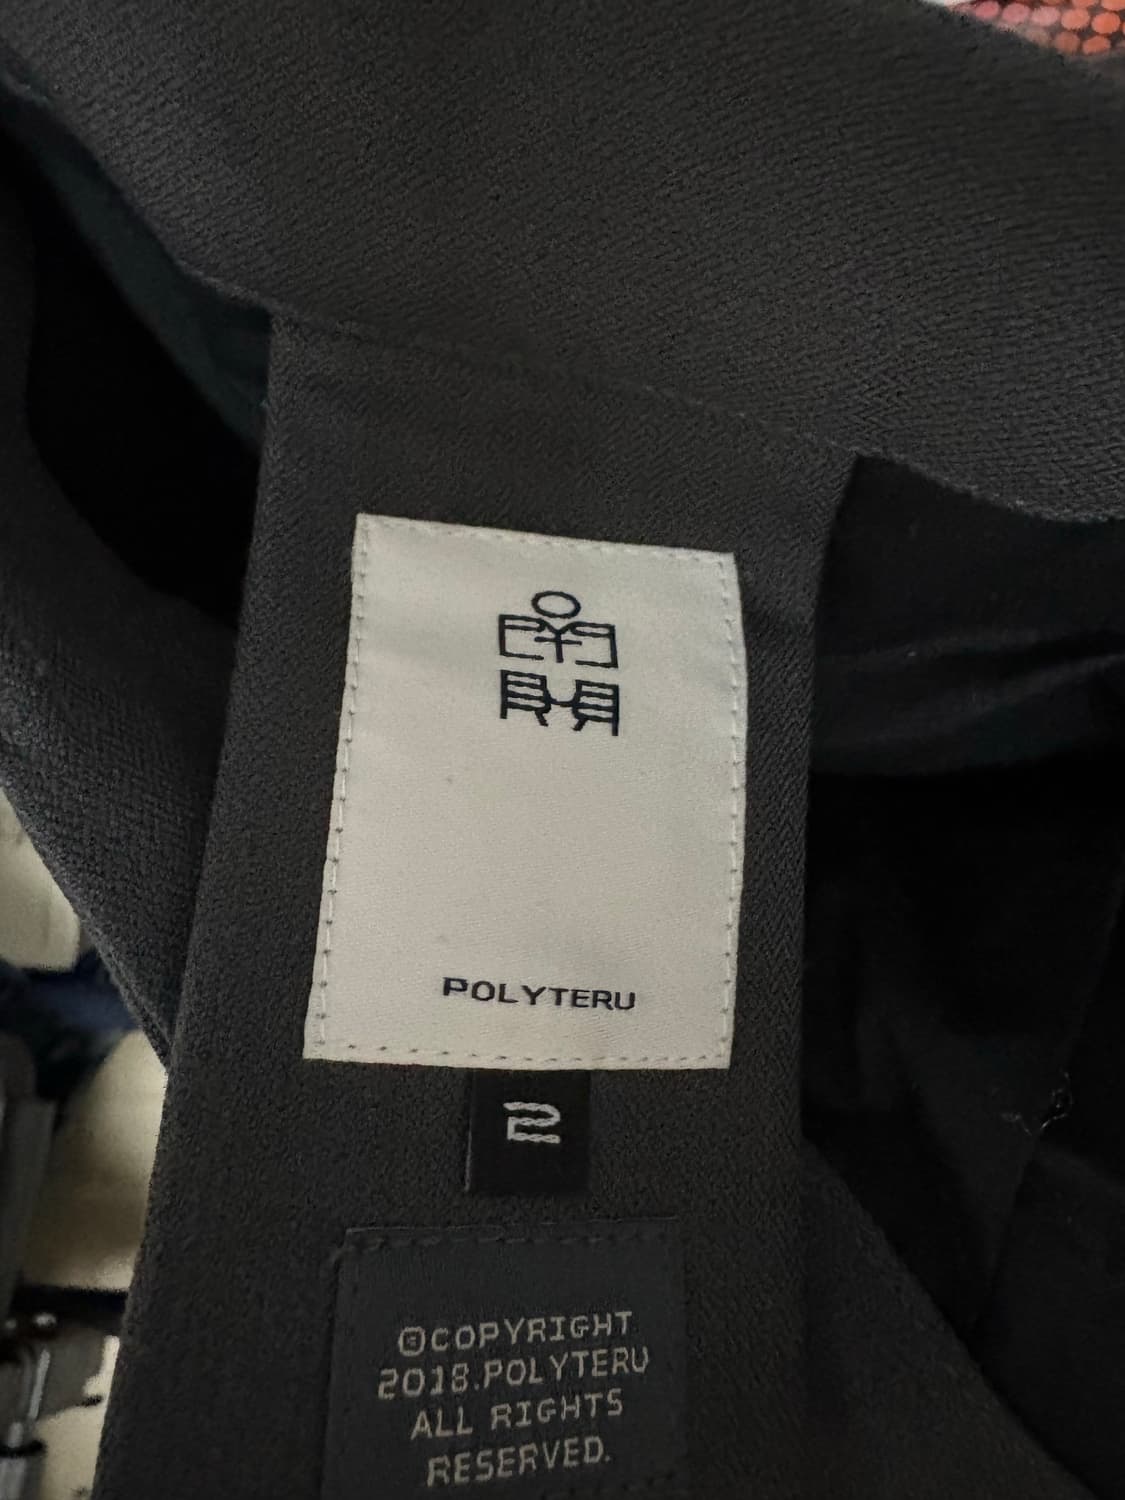 POLYTERU
2
©COPYRIGHT
2018.POLYTERU
ALL RIGHTS
RESERVED.